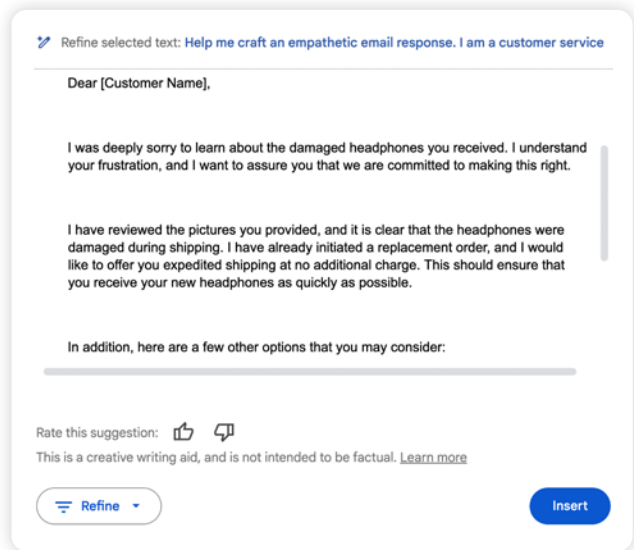 Refine selected text: Help me craft an empathetic email response. I am a customer service
Dear [Customer Name],
I was deeply sorry to learn about the damaged headphones you received. I understand
your frustration, and I want to assure you that we are committed to making this right.
I have reviewed the pictures you provided, and it is clear that the headphones were
damaged during shipping. I have already initiated a replacement order, and I would
like to offer you expedited shipping at no additional charge. This should ensure that
you receive your new headphones as quickly as possible.
In addition, here are a few other options that you may consider:
Rate this suggestion:
This is a creative writing aid, and is not intended to be factual. Learn more
Refine
Insert